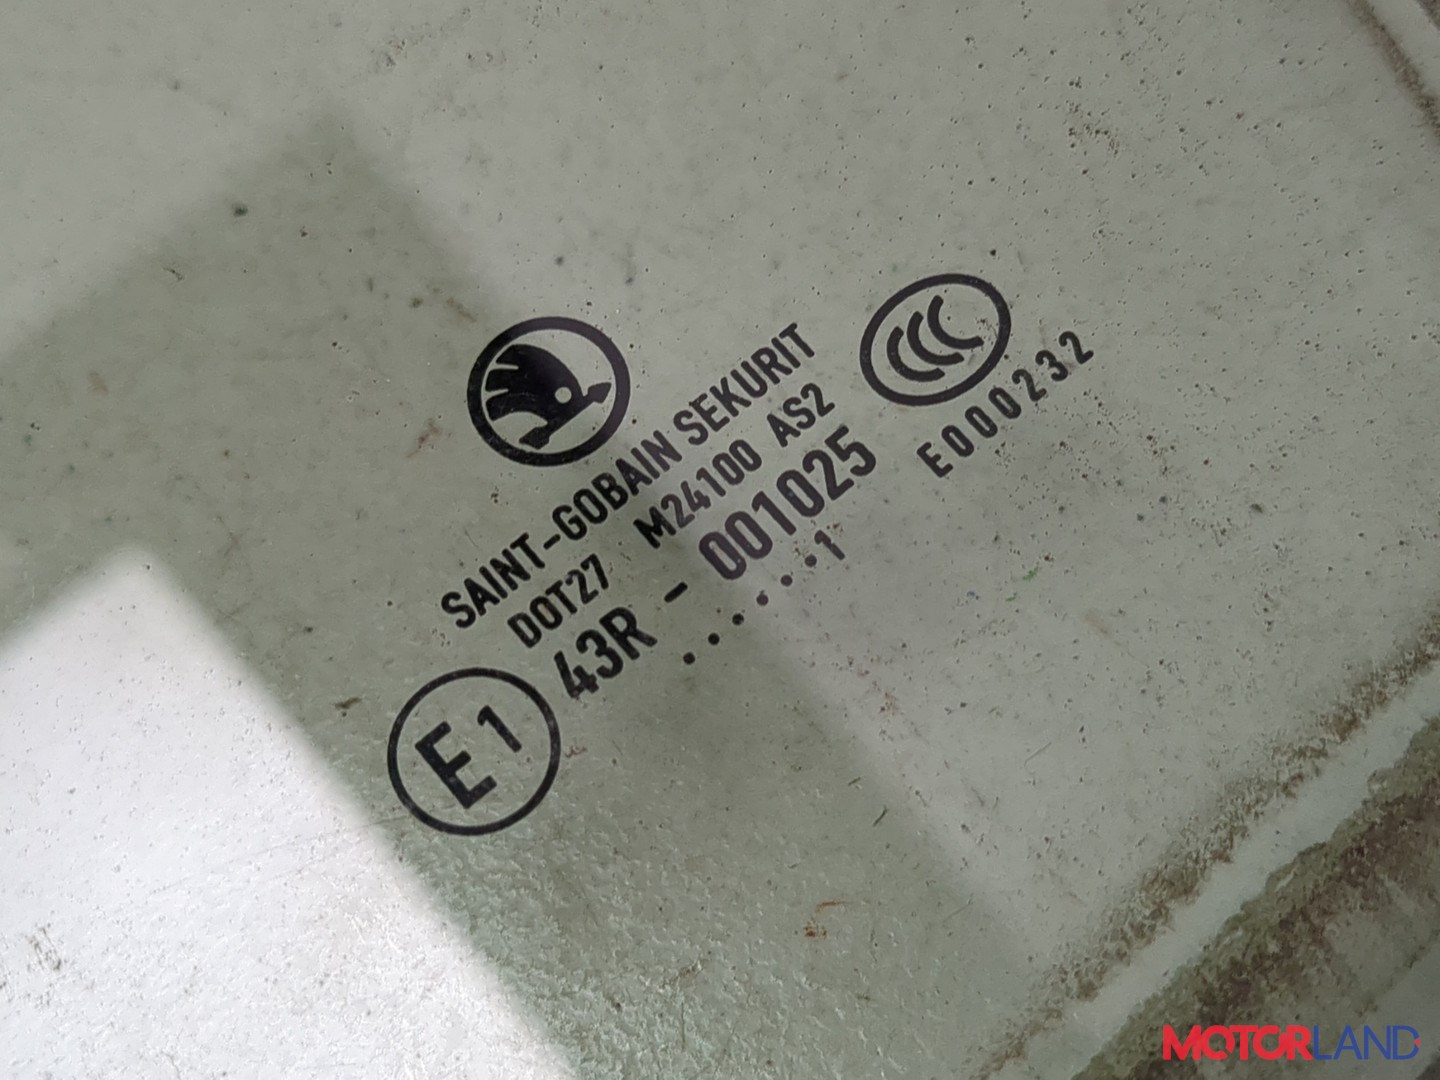 SAINT-GOBAIN SEKURIT
DOT27 M24100 AS2
43R - 001025
.....1
E1
CCC
E000232
MOTORLAND